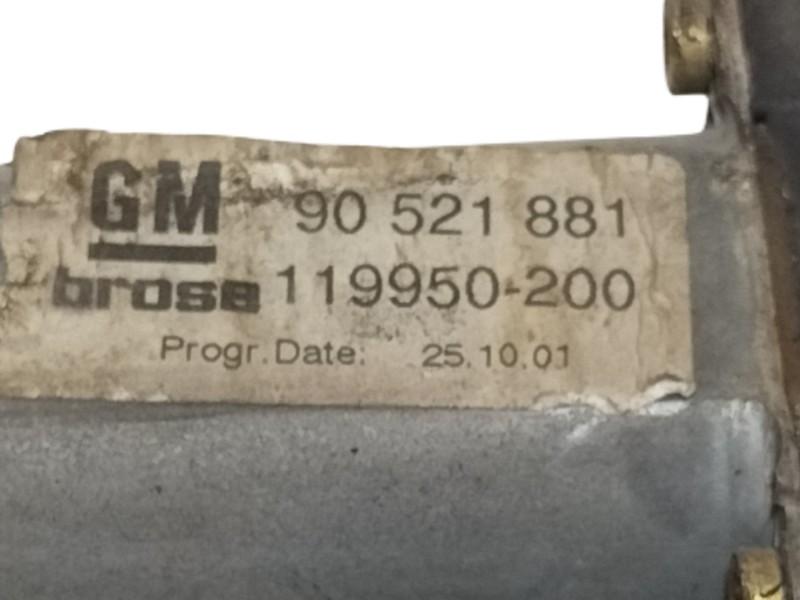 GM 90 521 881
brose 119950-200
Progr. Date: 25.10.01